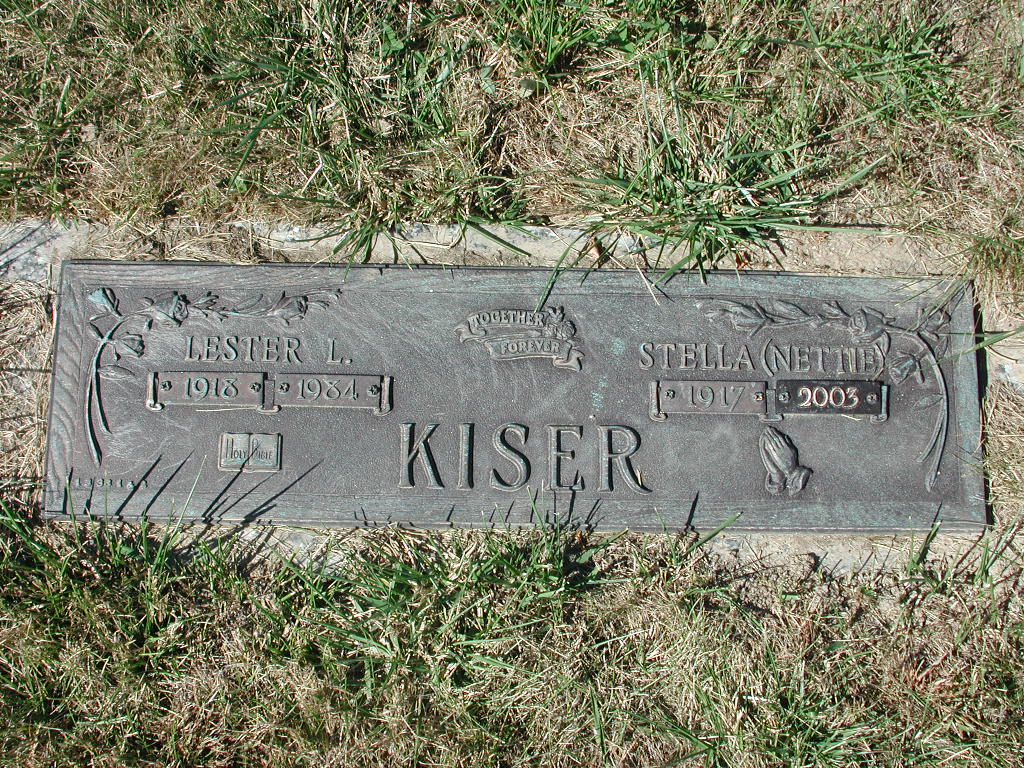 TOGETHER
FOREVER
LESTER L.
1918 1984
STELLA (NETTIE)
1917 2003
HOLY BIBLE
KISER